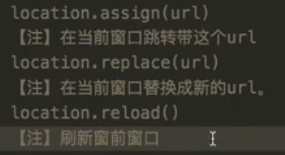 location.assign(url)
【注】在当前窗口跳转带这个url
location.replace(url)
【注】在当前窗口替换成新的url。
location.reload()
【注】刷新窗前窗口